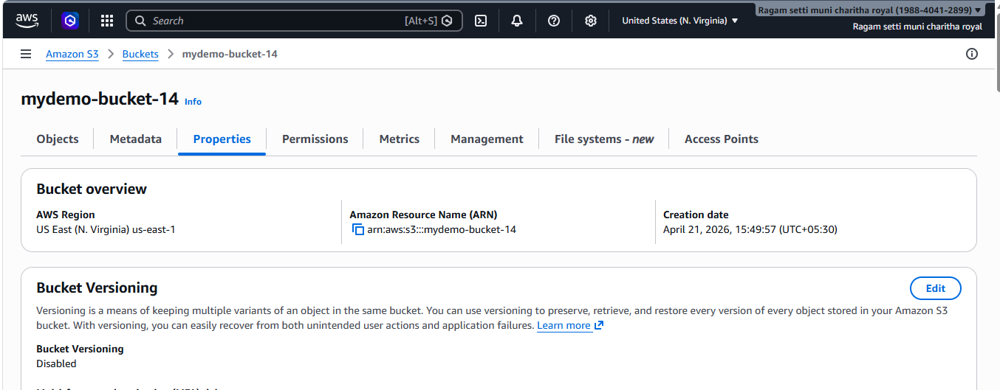 aws
Search [Alt+S]
United States (N. Virginia) ▼
Ragam setti muni charitha royal (1988-4041-2899) ▼
Ragam setti muni charitha royal
Amazon S3 > Buckets > mydemo-bucket-14
mydemo-bucket-14 Info
Objects Metadata Properties Permissions Metrics Management File systems - new Access Points
Bucket overview
AWS Region
US East (N. Virginia) us-east-1
Amazon Resource Name (ARN)
arn:aws:s3:::mydemo-bucket-14
Creation date
April 21, 2026, 15:49:57 (UTC+05:30)
Bucket Versioning
Edit
Versioning is a means of keeping multiple variants of an object in the same bucket. You can use versioning to preserve, retrieve, and restore every version of every object stored in your Amazon S3
bucket. With versioning, you can easily recover from both unintended user actions and application failures. Learn more
Bucket Versioning
Disabled